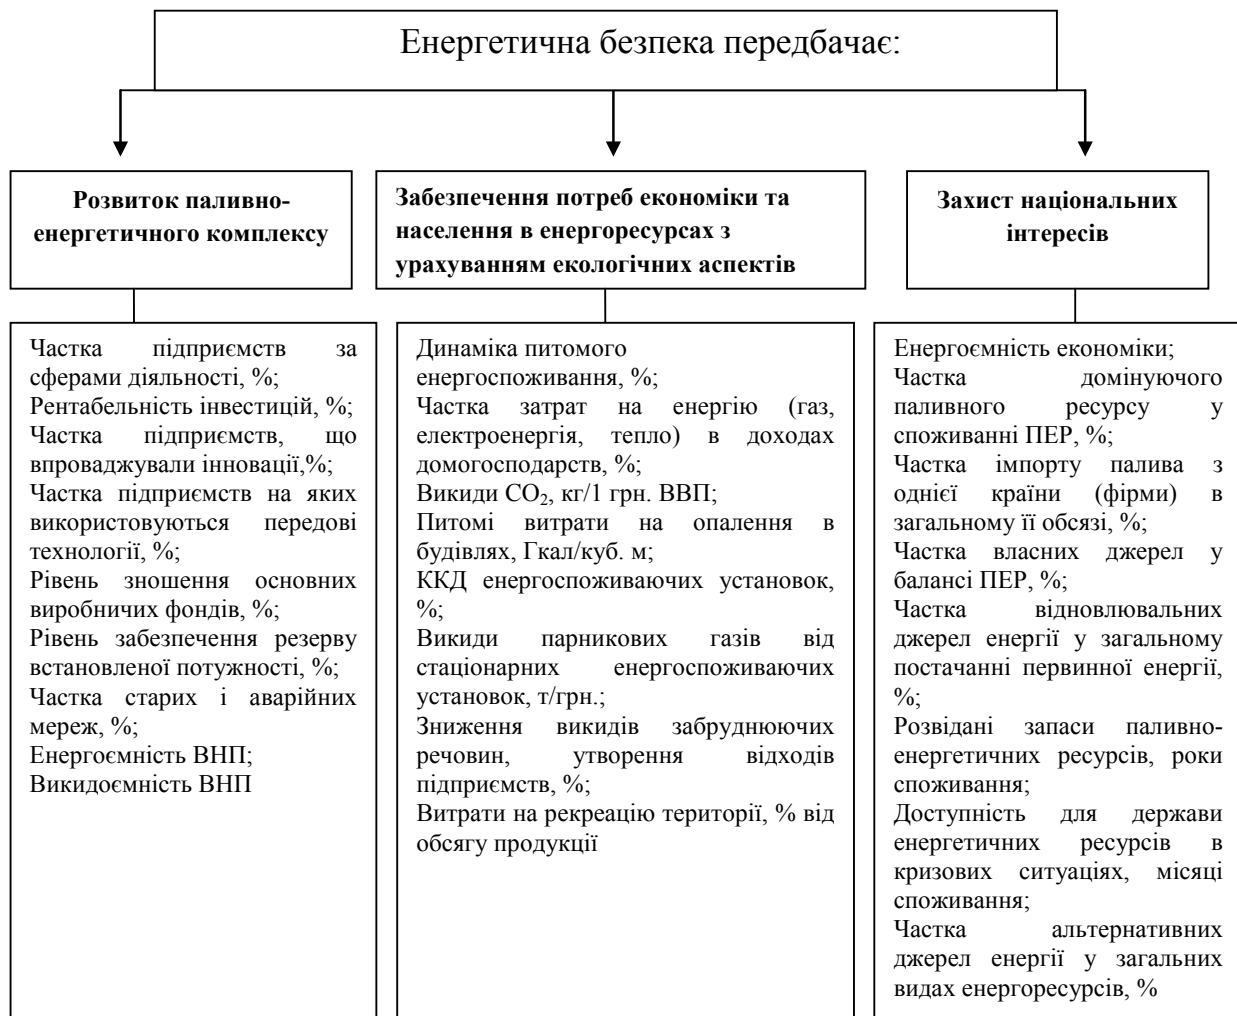 Енергетична безпека передбачає:
Розвиток паливно-
енергетичного комплексу
Забезпечення потреб економіки та
населення в енергоресурсах з
урахуванням екологічних аспектів
Захист національних
інтересів
Частка підприємств за
сферами діяльності, %;
Рентабельність інвестицій, %;
Частка підприємств, що
впроваджували інновації,%;
Частка підприємств на яких
використовуються передові
технології, %;
Рівень зношення основних
виробничих фондів, %;
Рівень забезпечення резерву
встановленої потужності, %;
Частка старих і аварійних
мереж, %;
Енергоємність ВНП;
Викидоємність ВНП
Динаміка питомого
енергоспоживання, %;
Частка затрат на енергію (газ,
електроенергія, тепло) в доходах
домогосподарств, %;
Викиди СО₂, кг/1 грн. ВВП;
Питомі витрати на опалення в
будівлях, Гкал/куб. м;
ККД енергоспоживаючих установок,
%;
Викиди парникових газів від
стаціонарних енергоспоживаючих
установок, т/грн.;
Зниження викидів забруднюючих
речовин, утворення відходів
підприємств, %;
Витрати на рекреацію території, % від
обсягу продукції
Енергоємність економіки;
Частка домінуючого
паливного ресурсу у
споживанні ПЕР, %;
Частка імпорту палива з
однієї країни (фірми) в
загальному її обсязі, %;
Частка власних джерел у
балансі ПЕР, %;
Частка відновлювальних
джерел енергії у загальному
постачанні первинної енергії,
%;
Розвідані запаси паливно-
енергетичних ресурсів, роки
споживання;
Доступність для держави
енергетичних ресурсів в
кризових ситуаціях, місяці
споживання;
Частка альтернативних
джерел енергії у загальних
видах енергоресурсів, %